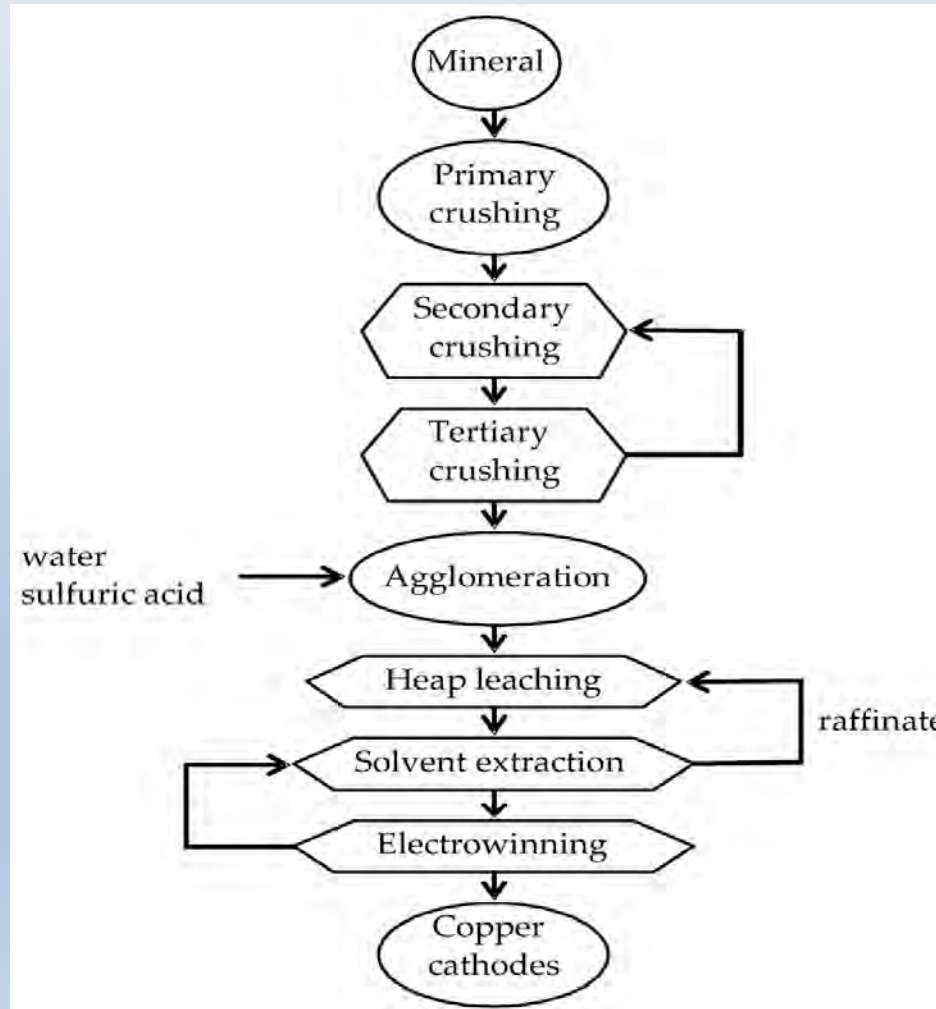 Mineral
Primary
crushing
Secondary
crushing
Tertiary
crushing
water
sulfuric acid
Agglomeration
Heap leaching
raffinate
Solvent extraction
Electrowinning
Copper
cathodes